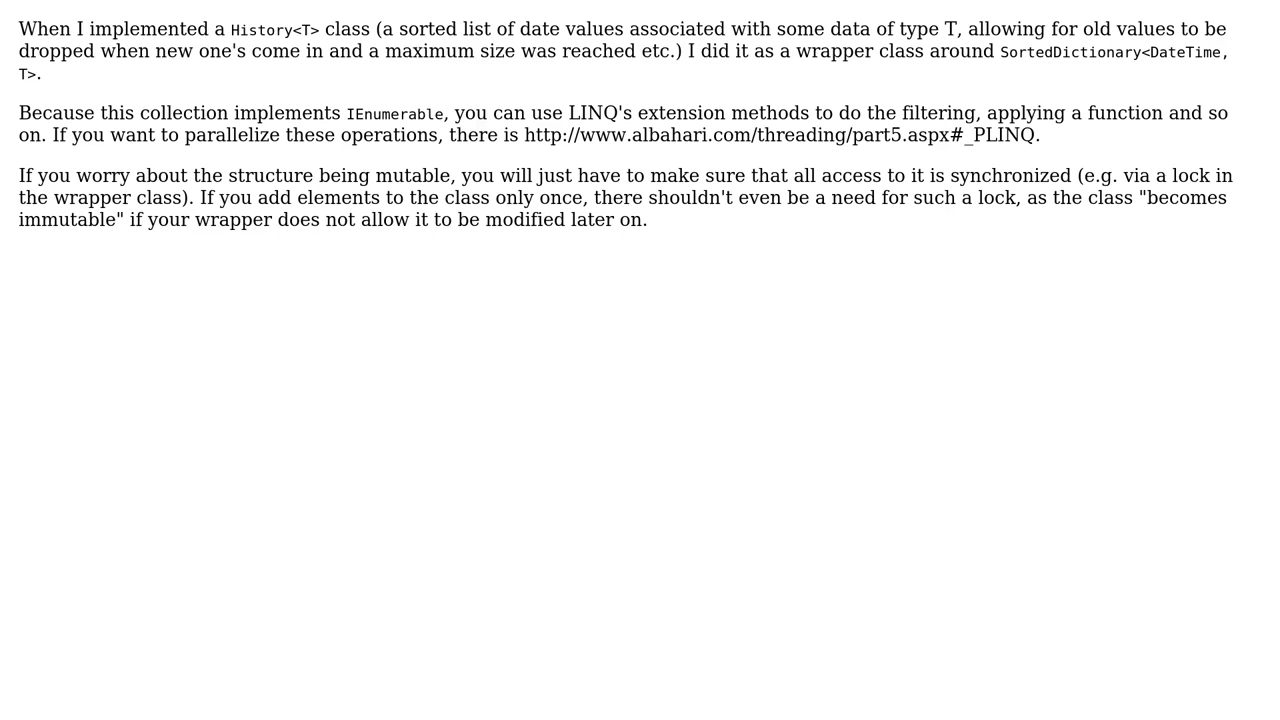 When I implemented a History<T> class (a sorted list of date values associated with some data of type T, allowing for old values to be
dropped when new one's come in and a maximum size was reached etc.) I did it as a wrapper class around SortedDictionary<DateTime,
T>.
Because this collection implements IEnumerable, you can use LINQ's extension methods to do the filtering, applying a function and so
on. If you want to parallelize these operations, there is http://www.albahari.com/threading/part5.aspx#_PLINQ.
If you worry about the structure being mutable, you will just have to make sure that all access to it is synchronized (e.g. via a lock in
the wrapper class). If you add elements to the class only once, there shouldn't even be a need for such a lock, as the class "becomes
immutable" if your wrapper does not allow it to be modified later on.